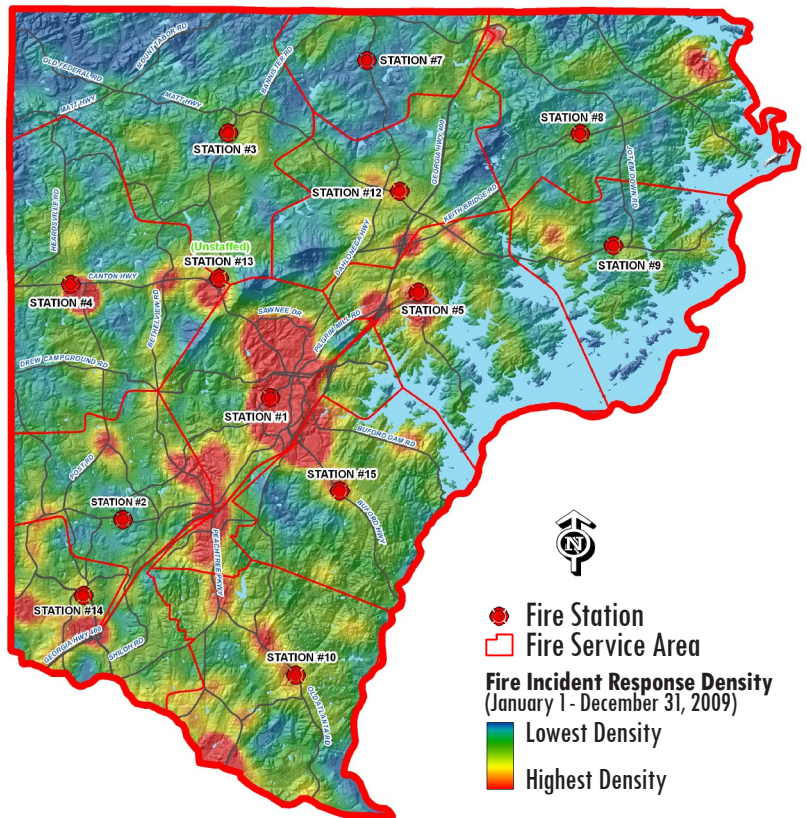 MOUNT TABOR RD
OLD FEDERAL RD
BANNISTER RD
STATION #7
MATT HWY
MATT HWY
GEORGIA HWY 400
STATION #8
STATION #3
JOT EM DOWN RD
STATION #12
KEITH BRIDGE RD
HEARDSVILLE RD
DAHLONEGA HWY
(Unstaffed)
STATION #13
STATION #9
CANTON HWY
STATION #4
BETHELVIEW RD
SAWNEE DR
PILGRIM MILL RD
STATION #5
DREW CAMPGROUND RD
STATION #1
BUFORD DAM RD
POST RD
STATION #15
STATION #2
BUFORD HWY
PEACHTREE PKWY
N
STATION #14
GEORGIA HWY 400
SHILOH RD
STATION #10
OLD ATLANTA RD
Fire Station
Fire Service Area
Fire Incident Response Density
(January 1 - December 31, 2009)
Lowest Density
Highest Density